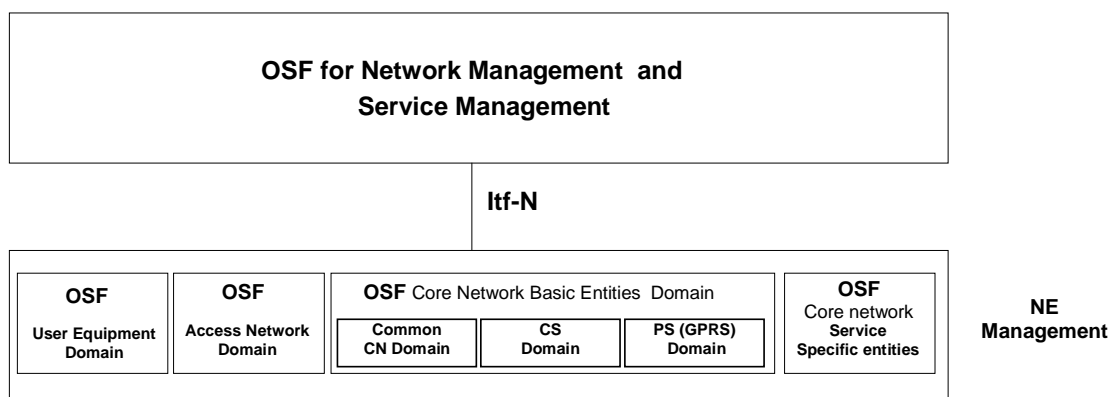 OSF for Network Management and
Service Management
Itf-N
OSF
User Equipment
Domain
OSF
Access Network
Domain
OSF Core Network Basic Entities Domain
Common
CN Domain
CS
Domain
PS (GPRS)
Domain
OSF
Core network
Service
Specific entities
NE
Management